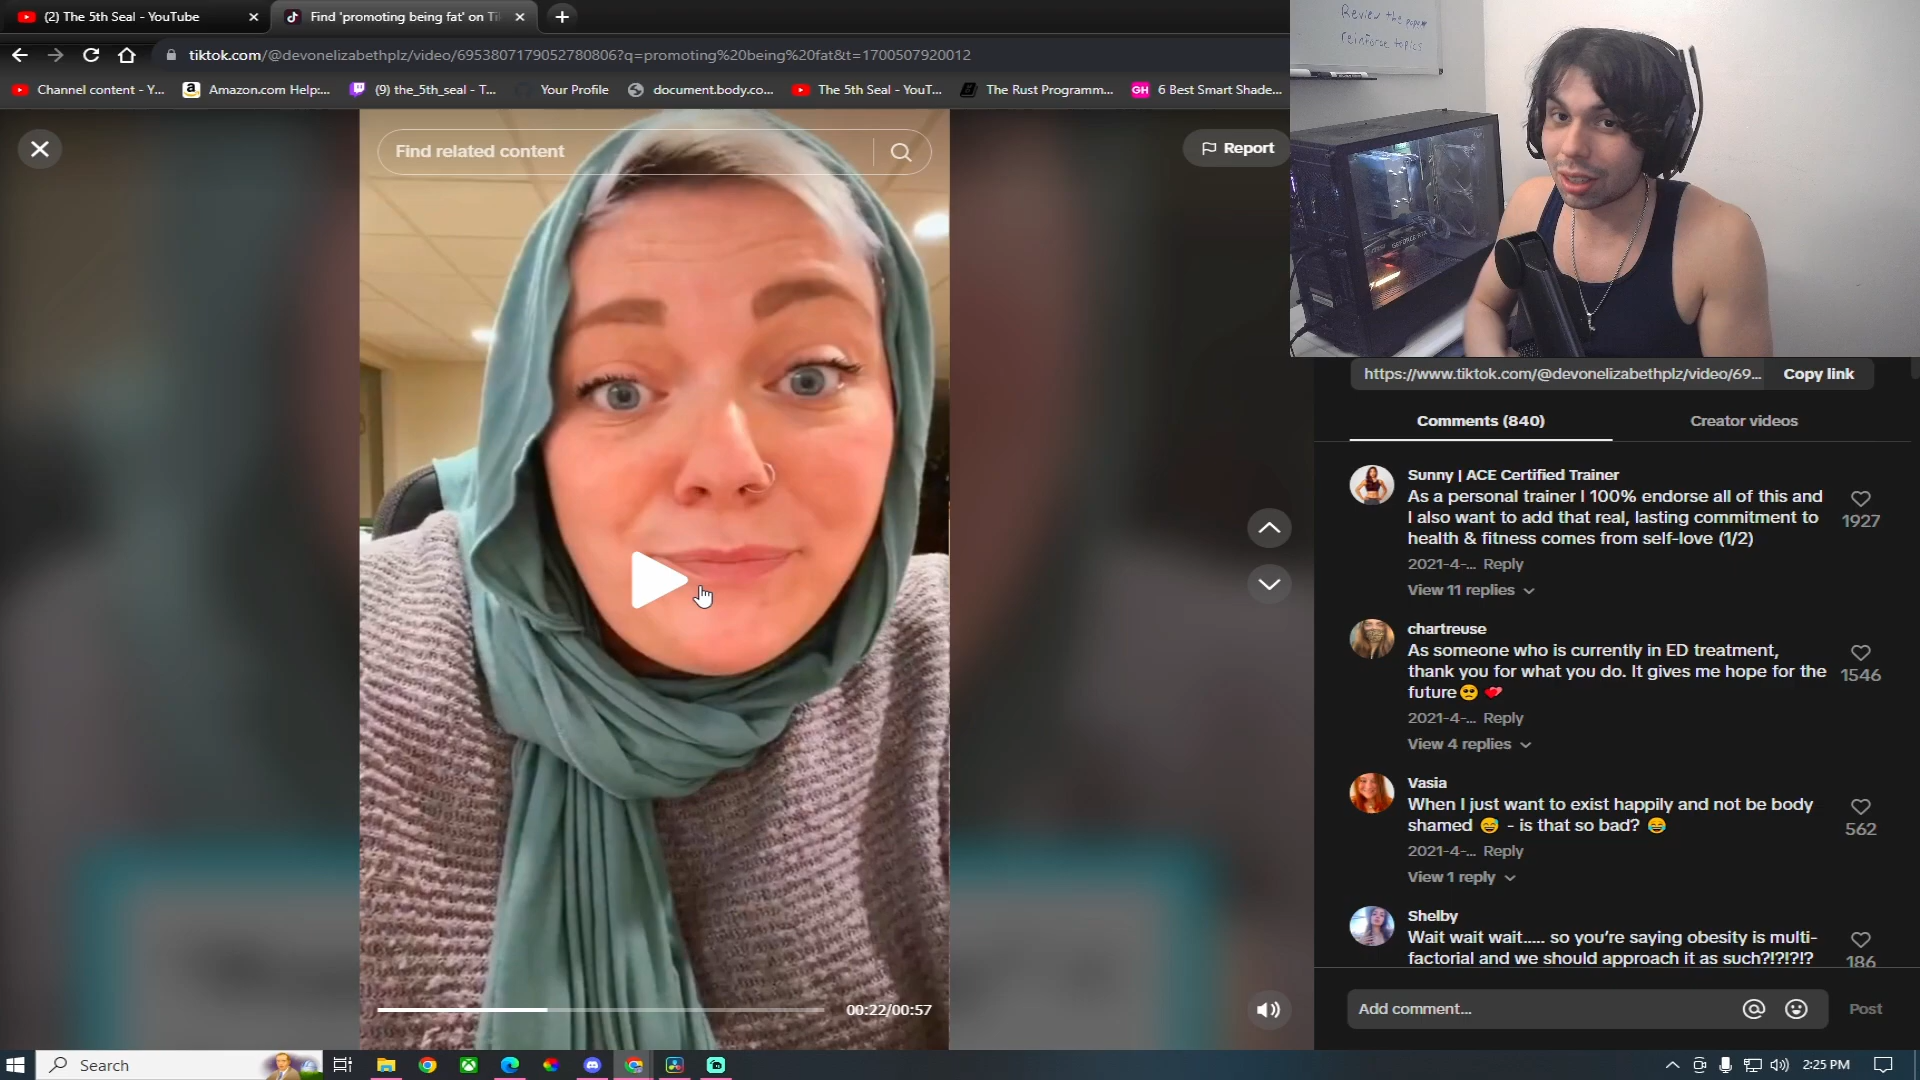 (2) The 5th Seal - YouTube
Find 'promoting being fat' on Ti
tiktok.com/@devonelizabethplz/video/6953807179052780806?q=promoting%20being%20fat&t=1700507920012
Channel content - Y...
Amazon.com Help:...
(9) the_5th_seal - T...
Your Profile
document.body.co...
The 5th Seal - YouT...
The Rust Programm...
GH
6 Best Smart Shade...
Review the
reinforce topics
Find related content
Report
GEFORCE RTX
https://www.tiktok.com/@devonelizabethplz/video/69...
Copy link
Comments (840)
Creator videos
Sunny | ACE Certified Trainer
As a personal trainer I 100% endorse all of this and
I also want to add that real, lasting commitment to
health & fitness comes from self-love (1/2)
1927
2021-4-... Reply
View 11 replies
chartreuse
As someone who is currently in ED treatment,
thank you for what you do. It gives me hope for the
future🥺 💕
1546
2021-4-... Reply
View 4 replies
Vasia
When I just want to exist happily and not be body
shamed 😅 - is that so bad? 😂
562
2021-4-... Reply
View 1 reply
Shelby
Wait wait wait..... so you're saying obesity is multi-
factorial and we should approach it as such?!?!?!?
186
00:22/00:57
Add comment...
Post
Search
2:25 PM